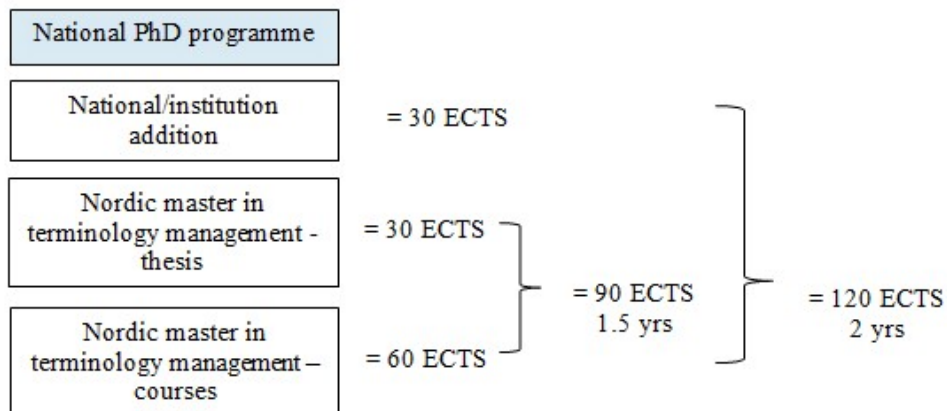 National PhD programme
National/institution
addition
= 30 ECTS
Nordic master in
terminology management -
thesis
= 30 ECTS
= 90 ECTS
1.5 yrs
= 120 ECTS
2 yrs
Nordic master in
terminology management –
courses
= 60 ECTS